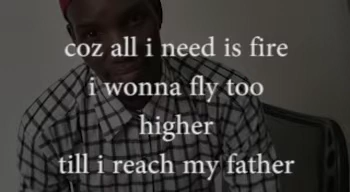 coz all i need is fire
i wonna fly too
higher
till i reach my father